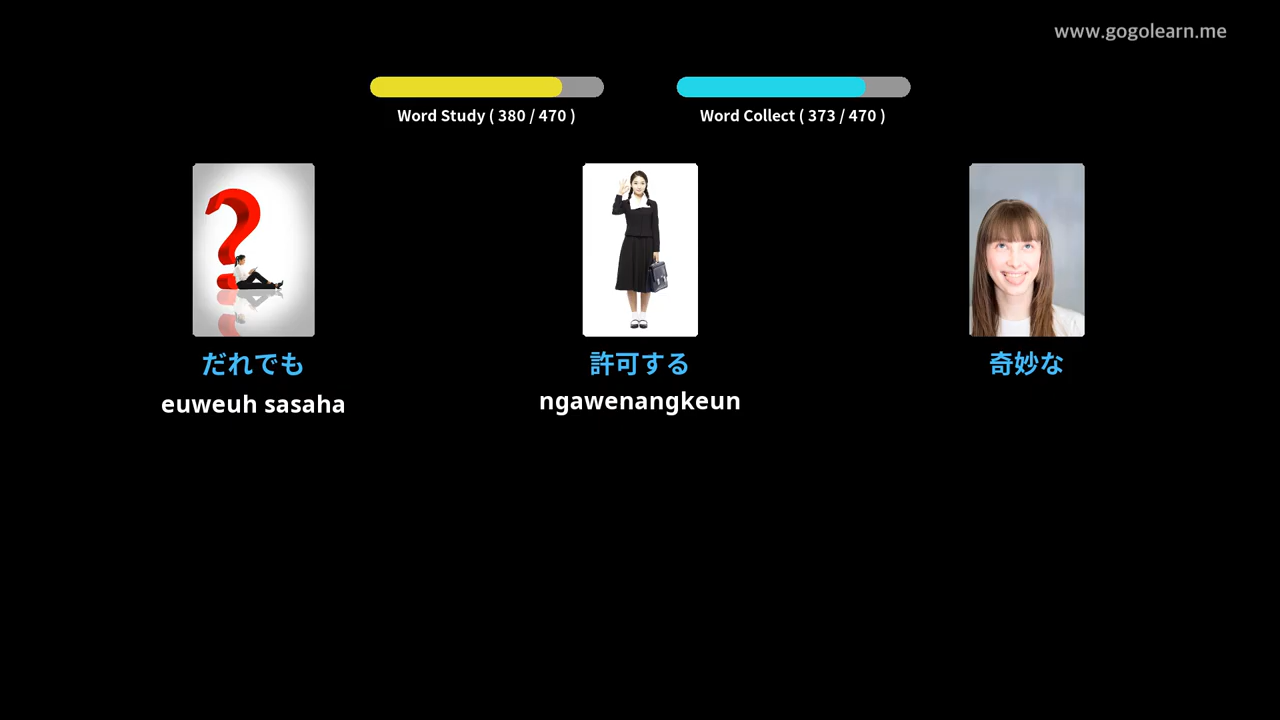 www.gogolearn.me
Word Study ( 380 / 470 )
Word Collect ( 373 / 470 )
だれでも
許可する
奇妙な
euweuh sasaha
ngawenangkeun